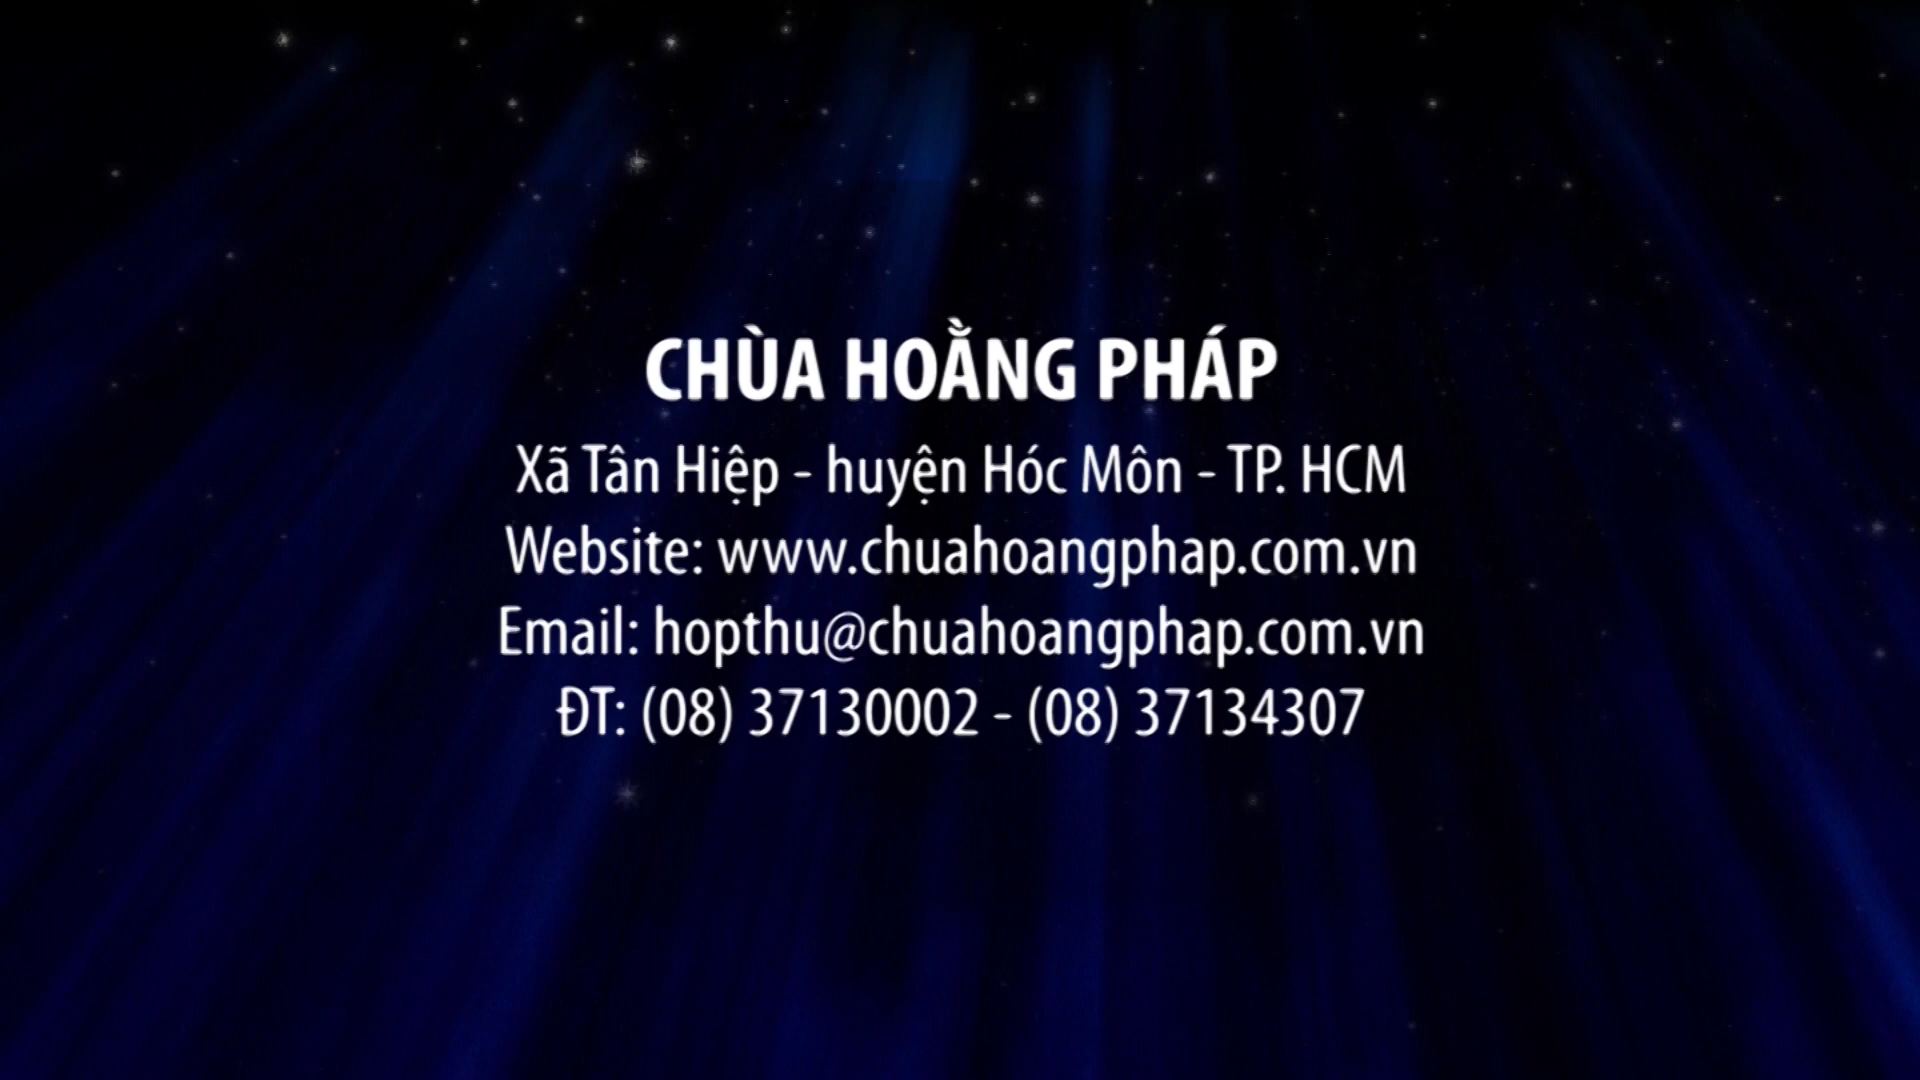 CHÙA HOẰNG PHÁP
Xã Tân Hiệp - huyện Hóc Môn - TP. HCM
Website: www.chuahoangphap.com.vn
Email: hopthu@chuahoangphap.com.vn
ĐT: (08) 37130002 - (08) 37134307